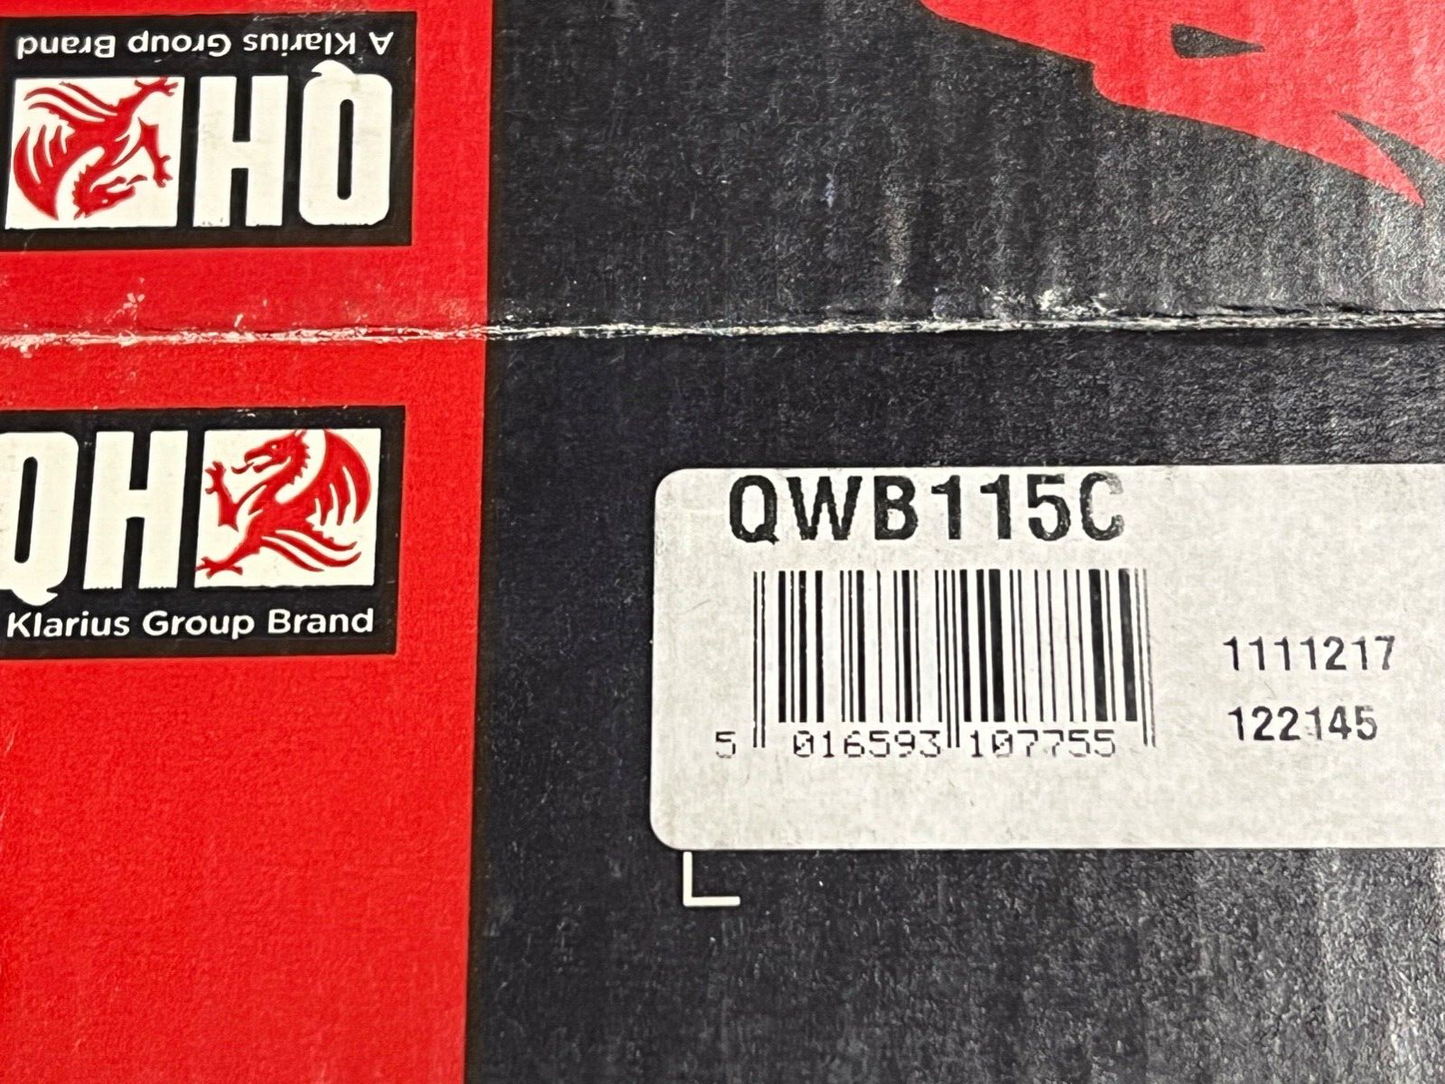 A Klarius Group Brand
QH
QH
Klarius Group Brand
QWB115C
5 016593 107755
1111217
122145